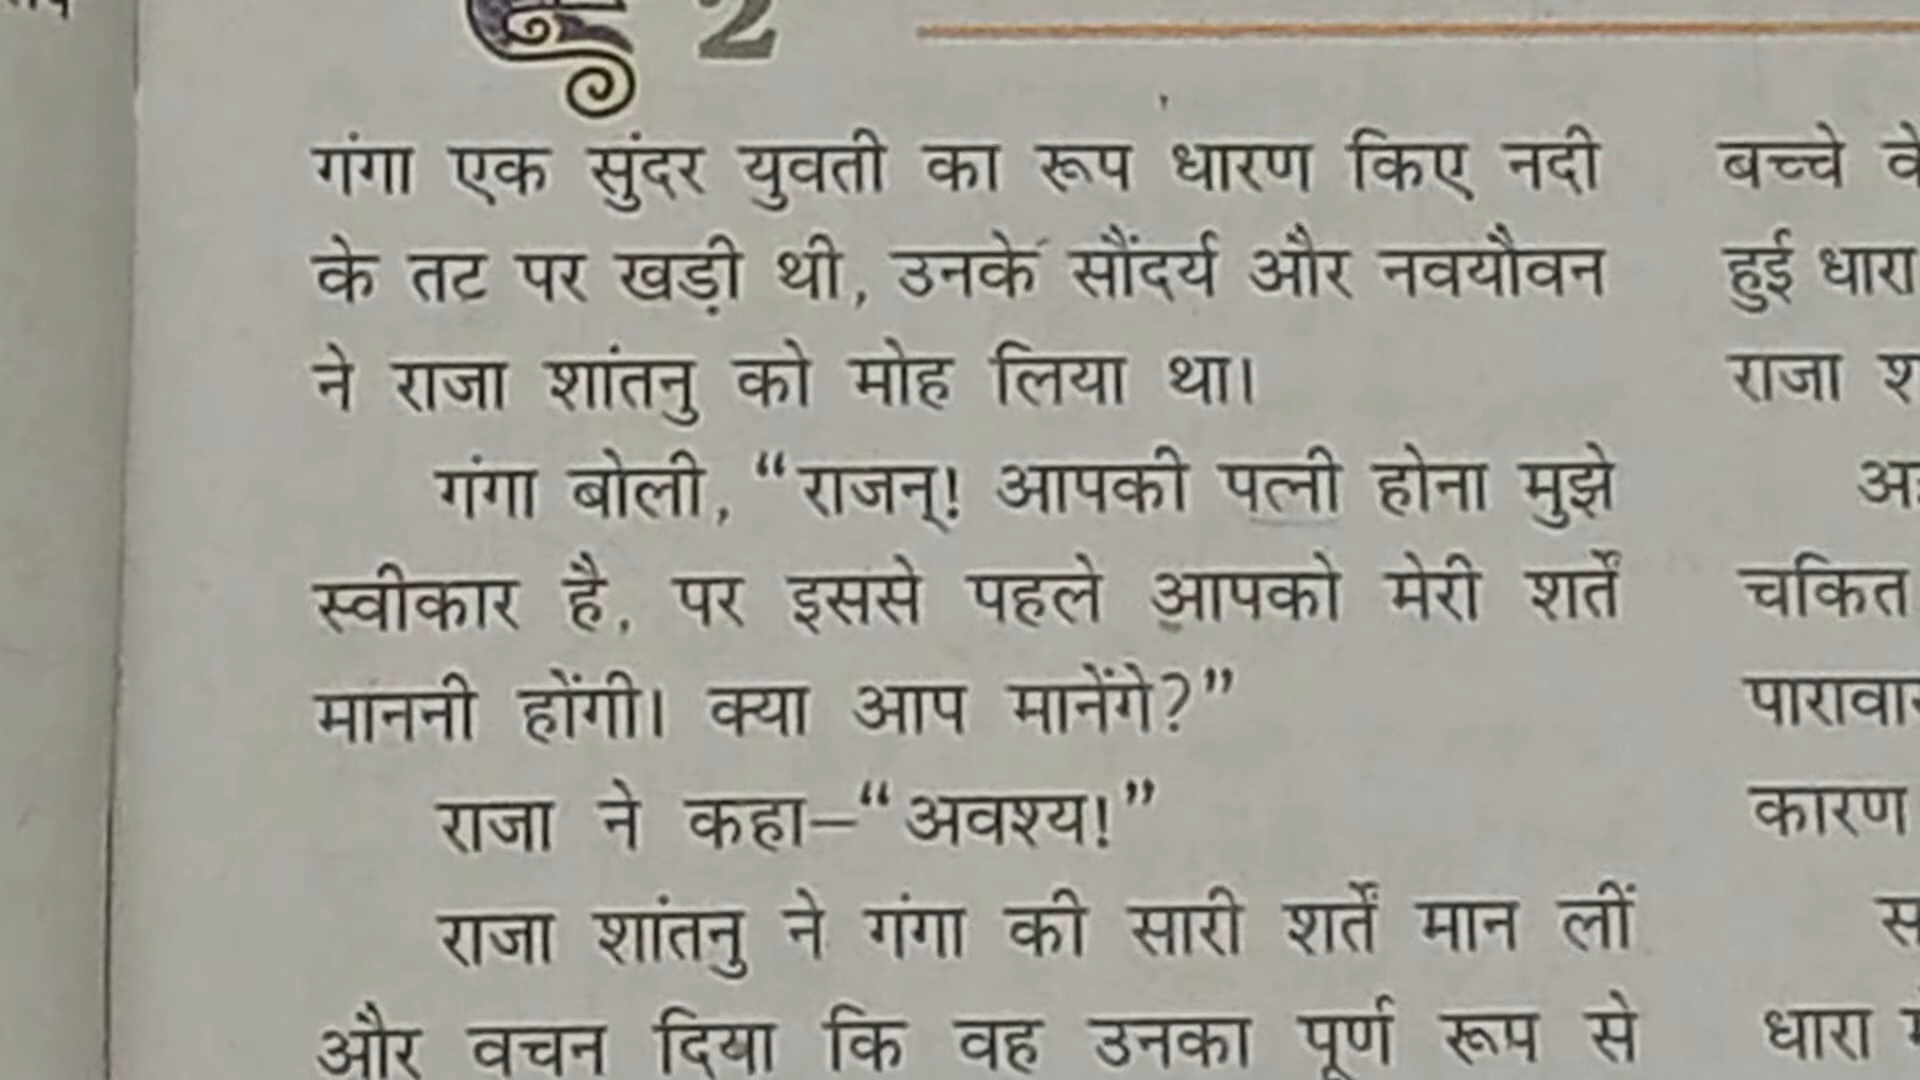 2
गंगा एक सुंदर युवती का रूप धारण किए नदी
के तट पर खड़ी थी, उनके सौंदर्य और नवयौवन
ने राजा शांतनु को मोह लिया था।
गंगा बोली, “राजन्! आपकी पत्नी होना मुझे
स्वीकार है, पर इससे पहले आपको मेरी शर्तें
माननी होंगी। क्या आप मानेंगे?”
राजा ने कहा–“अवश्य!”
राजा शांतनु ने गंगा की सारी शर्तें मान लीं
और वचन दिया कि वह उनका पूर्ण रूप से
बच्चे
हुई धारा
राजा
चकित
कारण
धारा